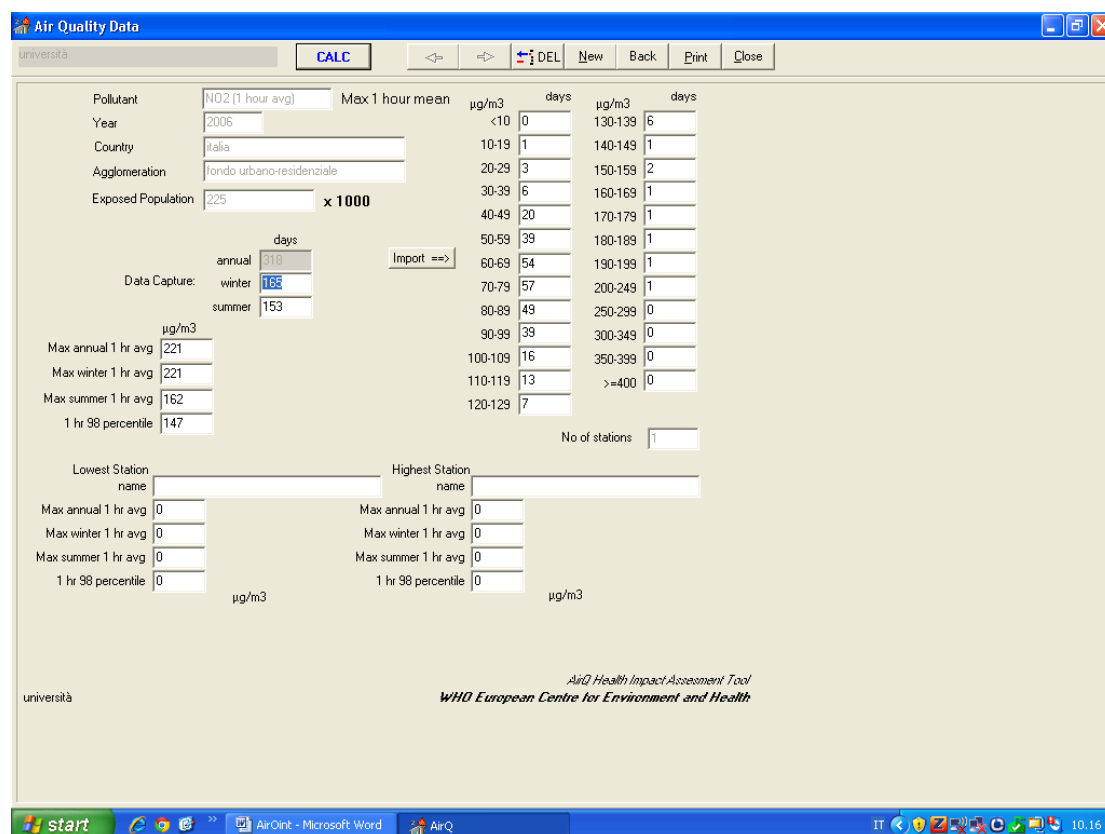 Air Quality Data
università CALC DEL New Back Print Close
Pollutant NO2 (1 hour avg) Max 1 hour mean
Year 2006
Country italia
Agglomeration fondo urbano-residenziale
Exposed Population 225 x 1000
days
annual 318
Data Capture: winter 165
summer 153
Import ==>
µg/m3
Max annual 1 hr avg 221
Max winter 1 hr avg 221
Max summer 1 hr avg 162
1 hr 98 percentile 147
µg/m3 days
<10 0
10-19 1
20-29 3
30-39 6
40-49 20
50-59 39
60-69 54
70-79 57
80-89 49
90-99 39
100-109 16
110-119 13
120-129 7
µg/m3 days
130-139 6
140-149 1
150-159 2
160-169 1
170-179 1
180-189 1
190-199 1
200-249 1
250-299 0
300-349 0
350-399 0
>=400 0
No of stations 1
Lowest Station
name
Max annual 1 hr avg 0
Max winter 1 hr avg 0
Max summer 1 hr avg 0
1 hr 98 percentile 0
µg/m3
Highest Station
name
Max annual 1 hr avg 0
Max winter 1 hr avg 0
Max summer 1 hr avg 0
1 hr 98 percentile 0
µg/m3
AirQ Health Impact Assesment Tool
università WHO European Centre for Environment and Health
start AirOint - Microsoft Word AirQ IT 10.16